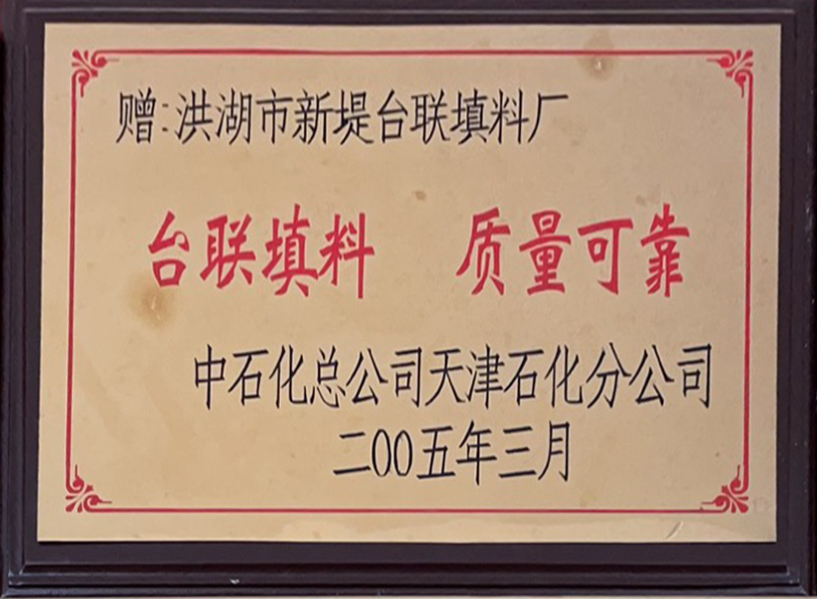 赠:洪湖市新堤台联填料厂
台联填料 质量可靠
中石化总公司天津石化分公司
二00五年三月